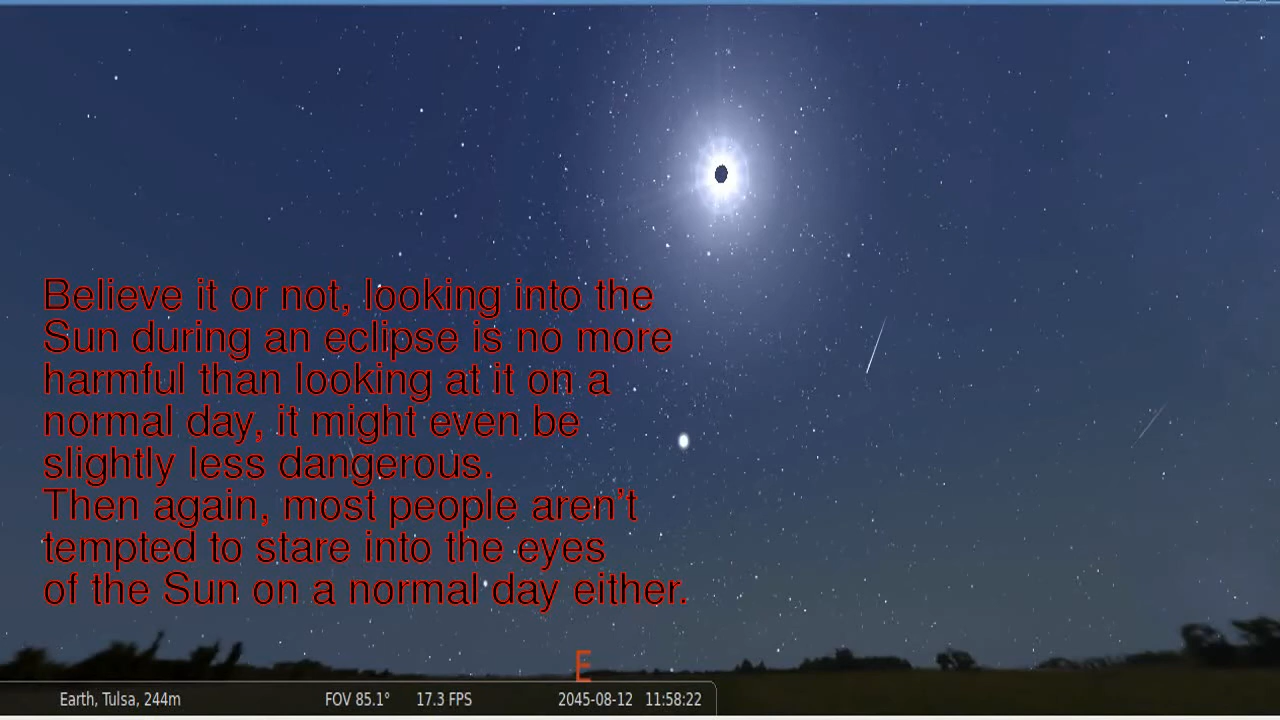 Believe it or not, looking into the
Sun during an eclipse is no more
harmful than looking at it on a
normal day, it might even be
slightly less dangerous.
Then again, most people aren’t
tempted to stare into the eyes
of the Sun on a normal day either.
E
Earth, Tulsa, 244m FOV 85.1° 17.3 FPS 2045-08-12 11:58:22